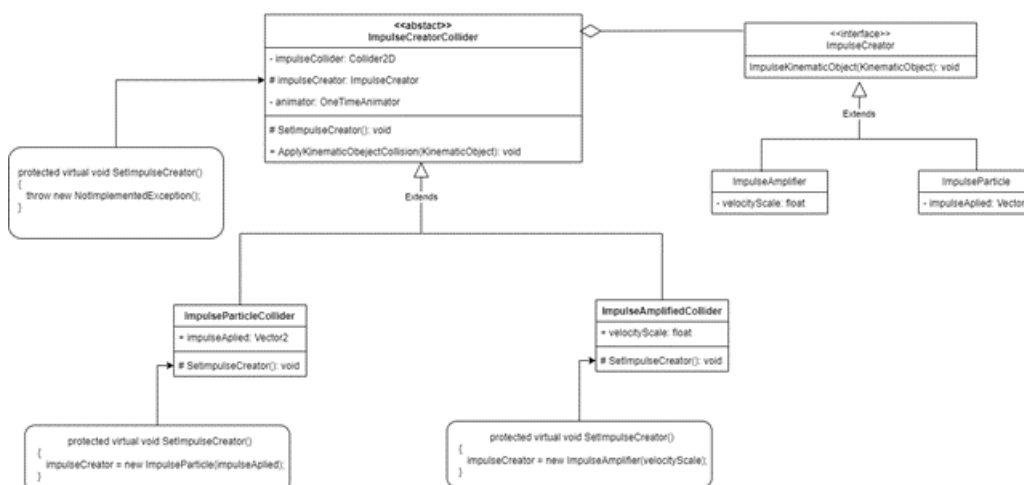 <<abstact>>
ImpulseCreatorCollider
- impulseCollider: Collider2D
# impulseCreator: ImpulseCreator
- animator: OneTimeAnimator
# SetImpulseCreator(): void
+ ApplyKinematicObejectCollision(KinematicObject): void
<<interface>>
ImpulseCreator
ImpulseKinematicObject(KinematicObject): void
Extends
ImpulseAmplifier
- velocityScale: float
ImpulseParticle
- impulseAplied: Vector
protected virtual void SetImpulseCreator()
{
throw new NotImplementedException();
}
Extends
ImpulseParticleCollider
+ impulseAplied: Vector2
# SetImpulseCreator(): void
ImpulseAmplifiedCollider
+ velocityScale: float
# SetImpulseCreator(): void
protected virtual void SetImpulseCreator()
{
impulseCreator = new ImpulseParticle(impulseAplied);
}
protected virtual void SetImpulseCreator()
{
impulseCreator = new ImpulseAmplifier(velocityScale);
}